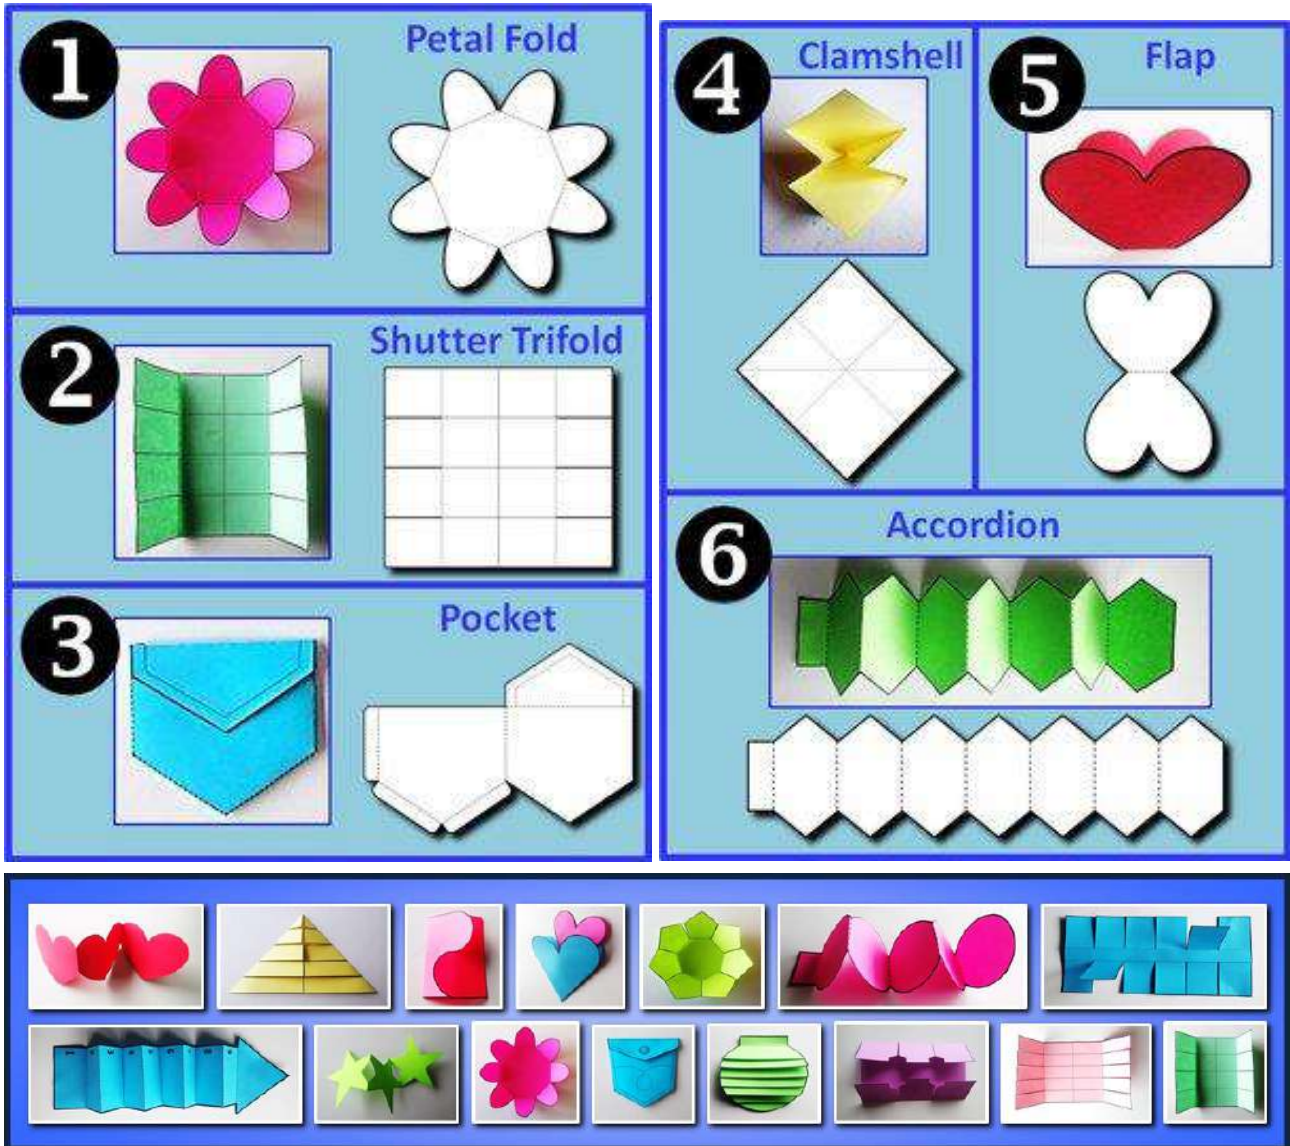 1
Petal Fold
2
Shutter Trifold
3
Pocket
4
Clamshell
5
Flap
6
Accordion